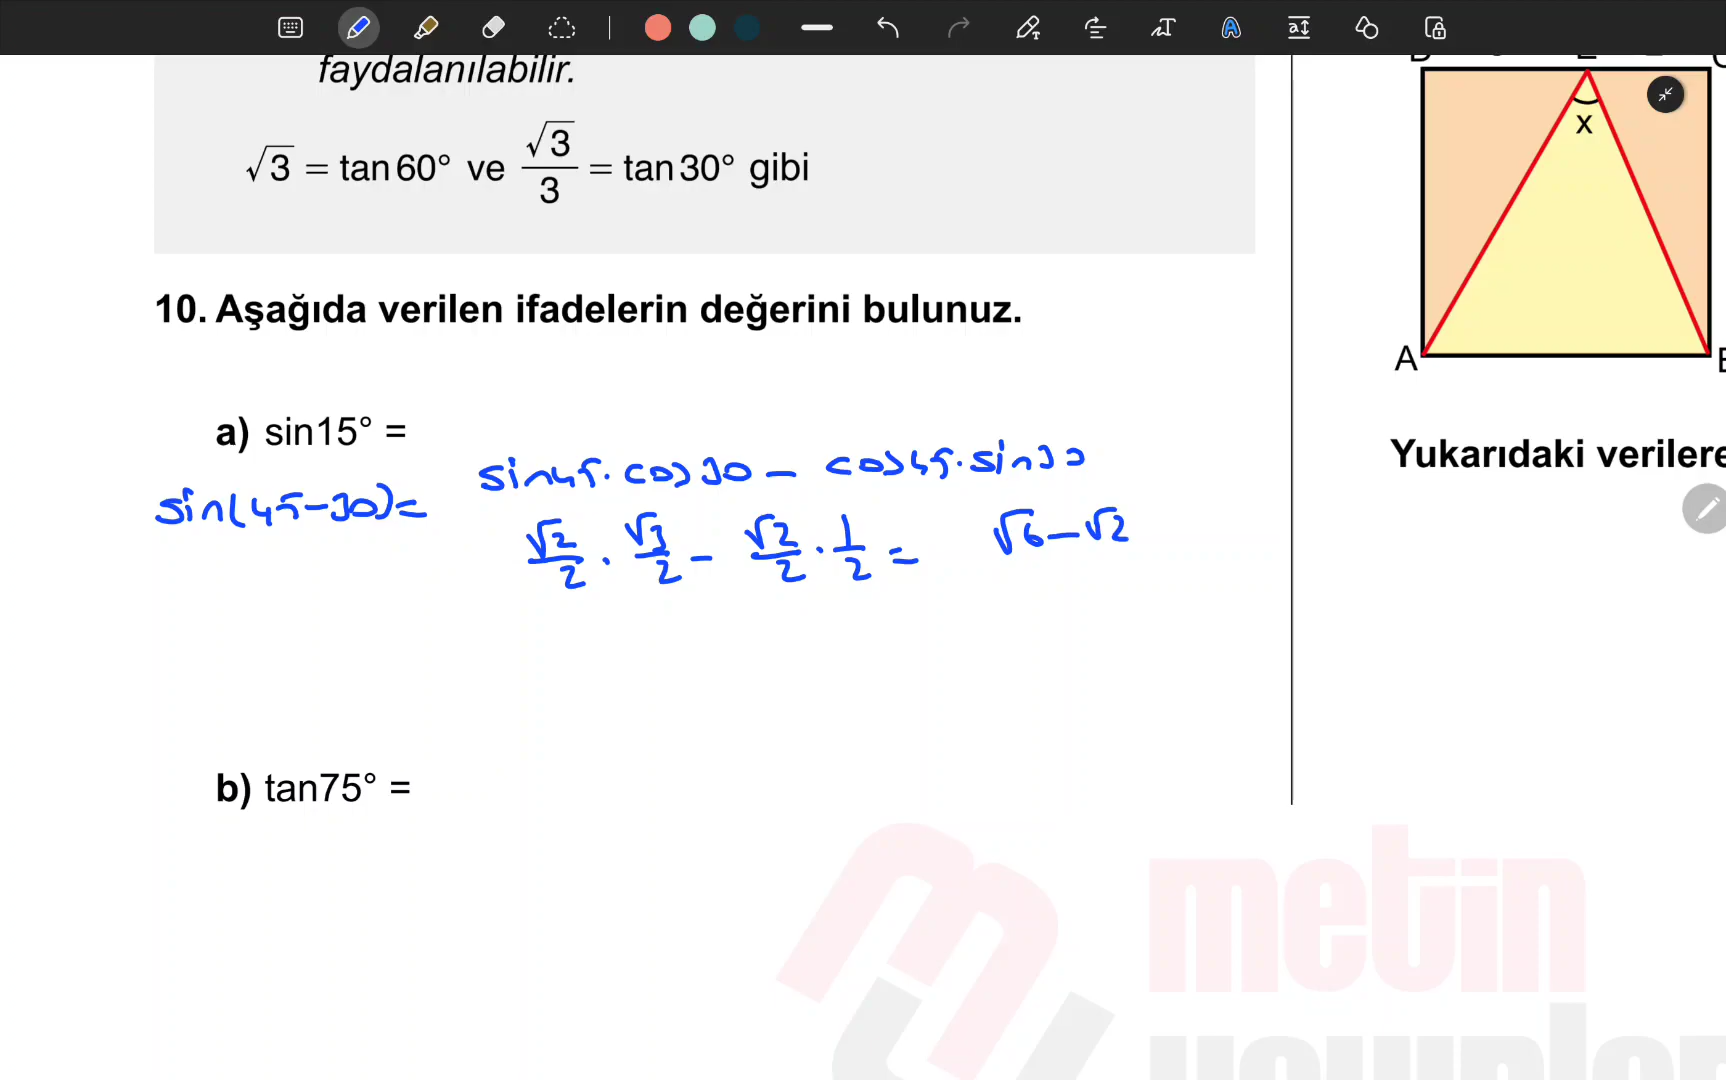 faydalanılabilir.
√3 = tan 60° ve √3/3 = tan 30° gibi
10. Aşağıda verilen ifadelerin değerini bulunuz.
a) sin15° =
sin(45-30)=
sin45.cos30 - cos45.sin30
√2/2 . √3/2 - √2/2 . 1/2 = √6-√2
b) tan75° =
x
A
Yukarıdaki verilere
metin